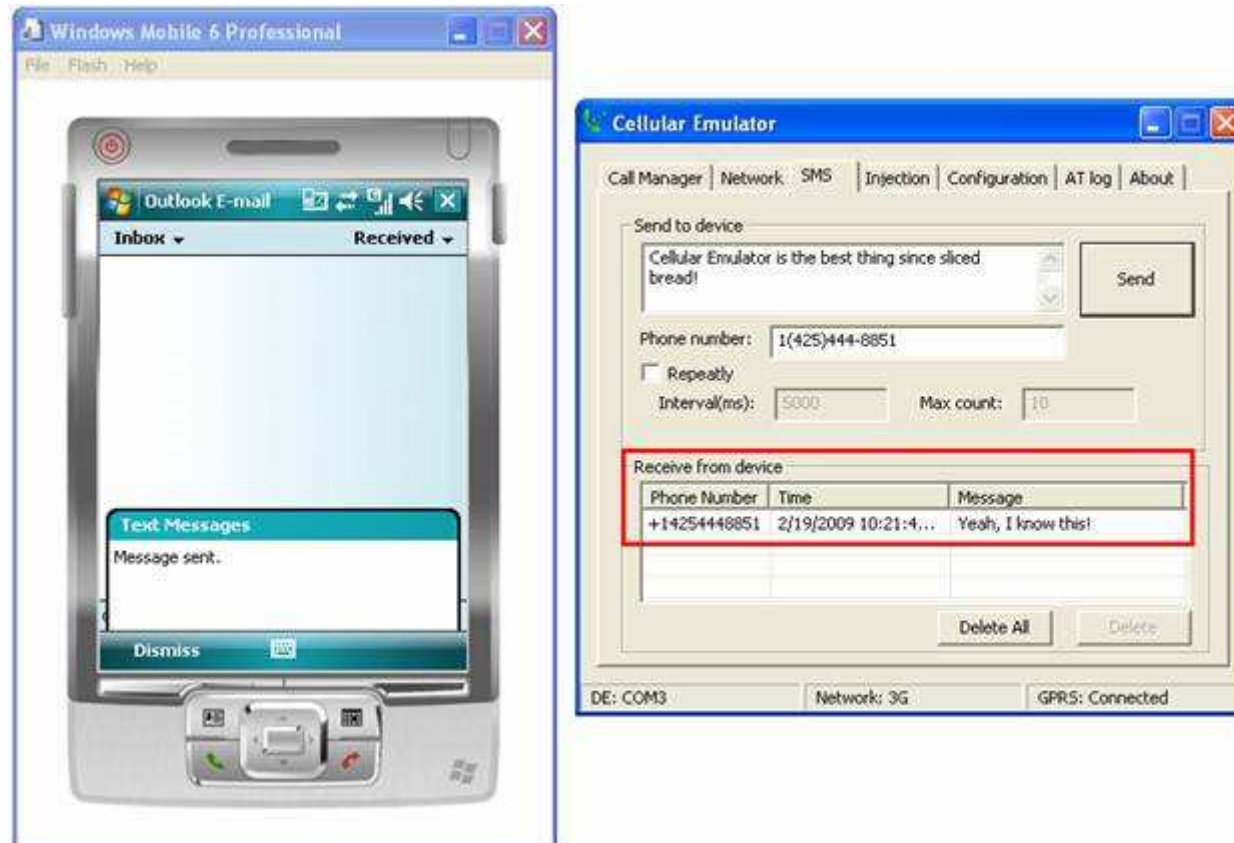 Windows Mobile 6 Professional
File Flash Help
Outlook E-mail
Inbox Received
Text Messages
Message sent.
Dismiss
Cellular Emulator
Call Manager Network SMS Injection Configuration AT log About
Send to device
Cellular Emulator is the best thing since sliced
bread!
Send
Phone number: 1(425)444-8851
Repeatly
Interval(ms): 5000 Max count: 10
Receive from device
Phone Number Time Message
+14254448851 2/19/2009 10:21:4... Yeah, I know this!
Delete All Delete
DE: COM3 Network: 3G GPRS: Connected